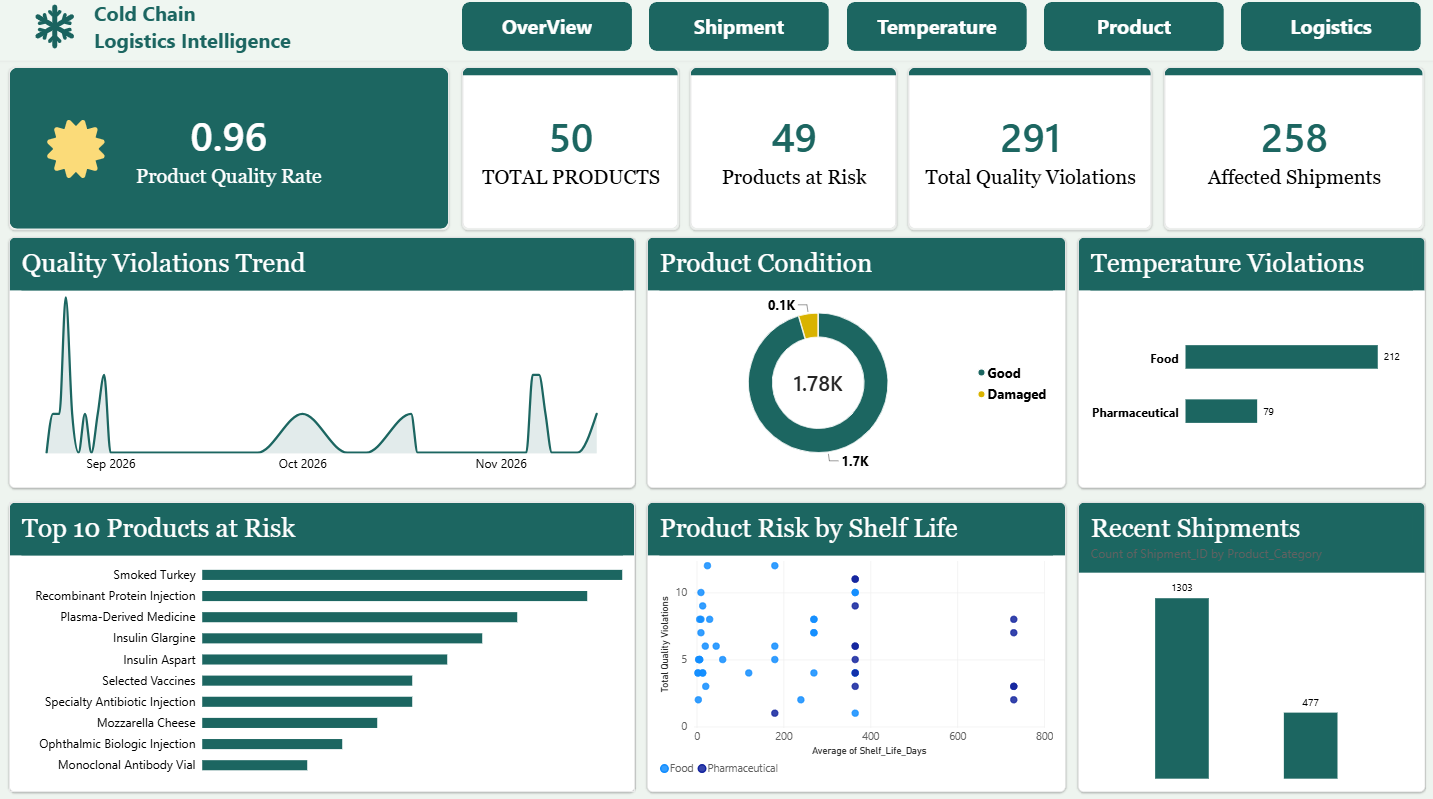 Cold Chain
Logistics Intelligence
OverView
Shipment
Temperature
Product
Logistics
0.96
Product Quality Rate
50
TOTAL PRODUCTS
49
Products at Risk
291
Total Quality Violations
258
Affected Shipments
Quality Violations Trend
Sep 2026
Oct 2026
Nov 2026
Product Condition
0.1K
1.78K
1.7K
Good
Damaged
Temperature Violations
Food
212
Pharmaceutical
79
Top 10 Products at Risk
Smoked Turkey
Recombinant Protein Injection
Plasma-Derived Medicine
Insulin Glargine
Insulin Aspart
Selected Vaccines
Specialty Antibiotic Injection
Mozzarella Cheese
Ophthalmic Biologic Injection
Monoclonal Antibody Vial
Product Risk by Shelf Life
Total Quality Violations
10
5
0
0
200
400
600
800
Average of Shelf_Life_Days
Food
Pharmaceutical
Recent Shipments
Count of Shipment_ID by Product_Category
1303
477